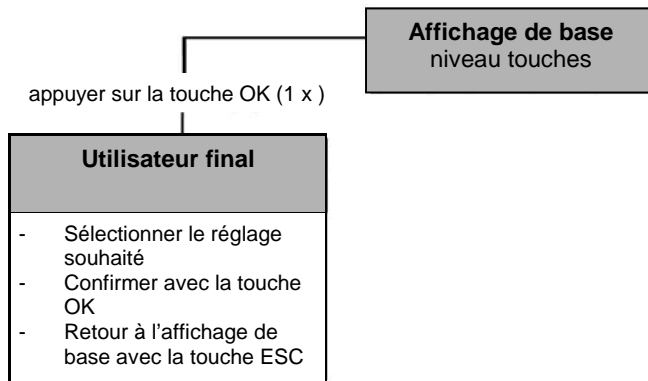 Affichage de base
niveau touches
appuyer sur la touche OK (1 x )
Utilisateur final
- Sélectionner le réglage
souhaité
- Confirmer avec la touche
OK
- Retour à l’affichage de
base avec la touche ESC